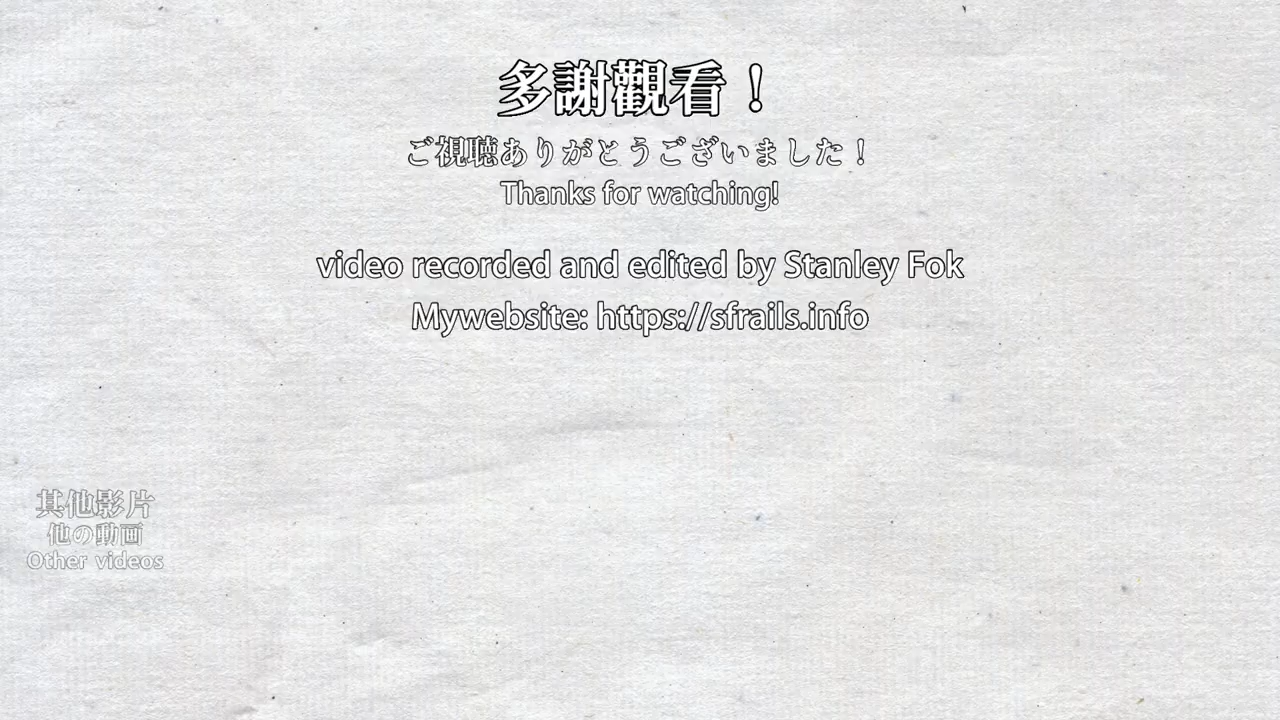 多謝觀看！
ご視聴ありがとうございました！
Thanks for watching!
video recorded and edited by Stanley Fok
Mywebsite: https://sfrails.info
其他影片
他の動画
Other videos